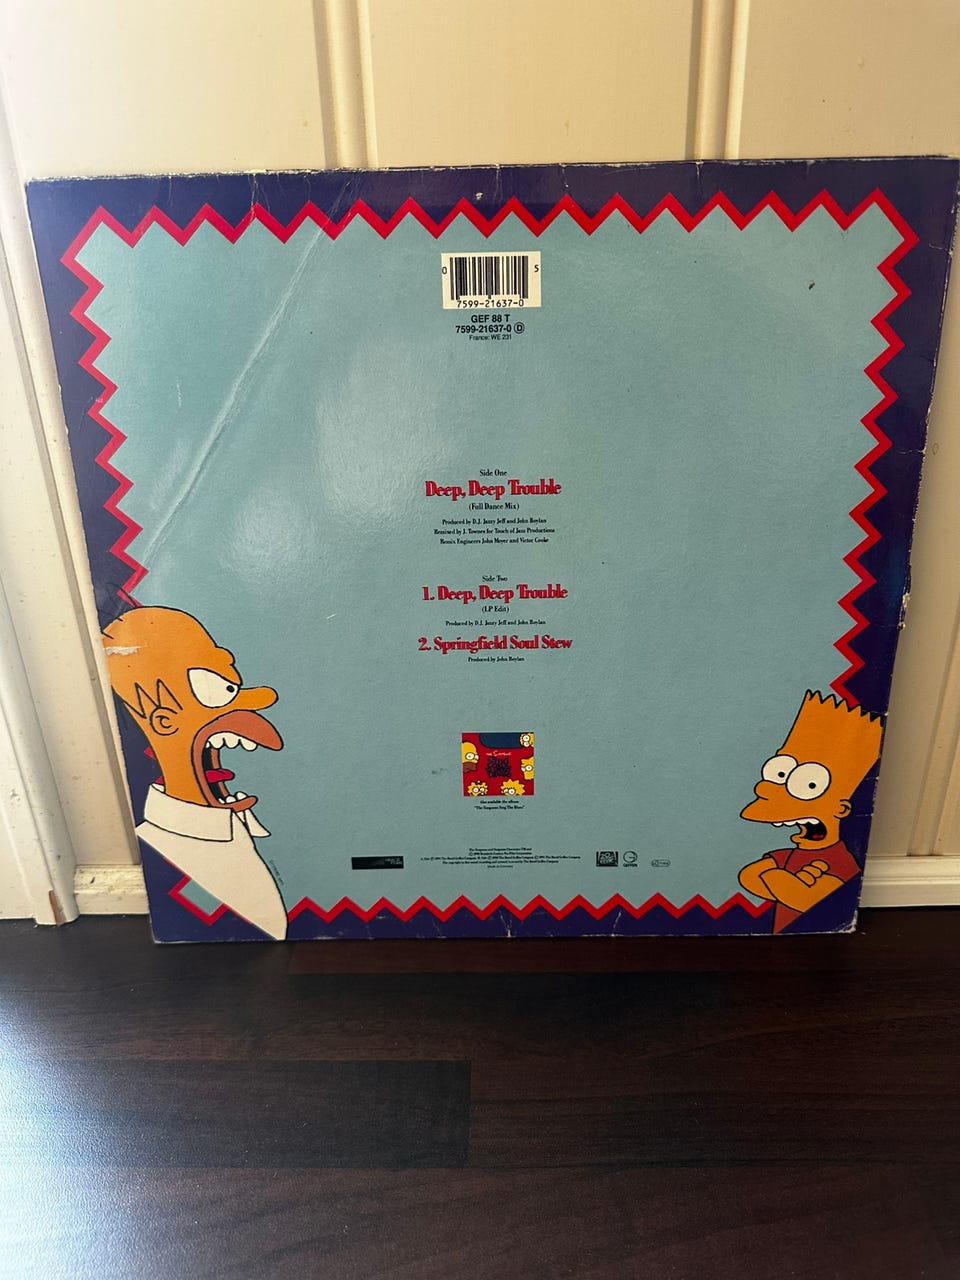 0 5
7599-21637-0
GEF 88 T
7599-21637-0 D
France: WE 231
Side One
Deep, Deep Trouble
(Full Dance Mix)
Produced by D.J. Jazzy Jeff and John Boylan
Remixed by J. Townes for Touch of Jazz Productions
Remix Engineers John Meyer and Victor Cooke
Side Two
1. Deep, Deep Trouble
(LP Edit)
Produced by D.J. Jazzy Jeff and John Boylan
2. Springfield Soul Stew
Produced by John Boylan
Also available the album
"The Simpsons Sing The Blues"
GEFFEN